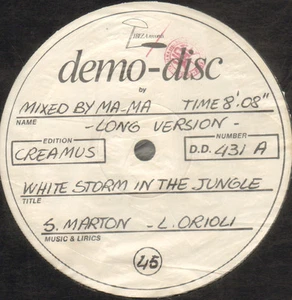 demo-disc
by
MIXED BY MA-MA TIME 8'08"
NAME
-LONG VERSION-
EDITION NUMBER
CREAMUS D.D. 431 A
WHITE STORM IN THE JUNGLE
TITLE
S. MARTON - L. ORIOLI
MUSIC & LIRICS
45